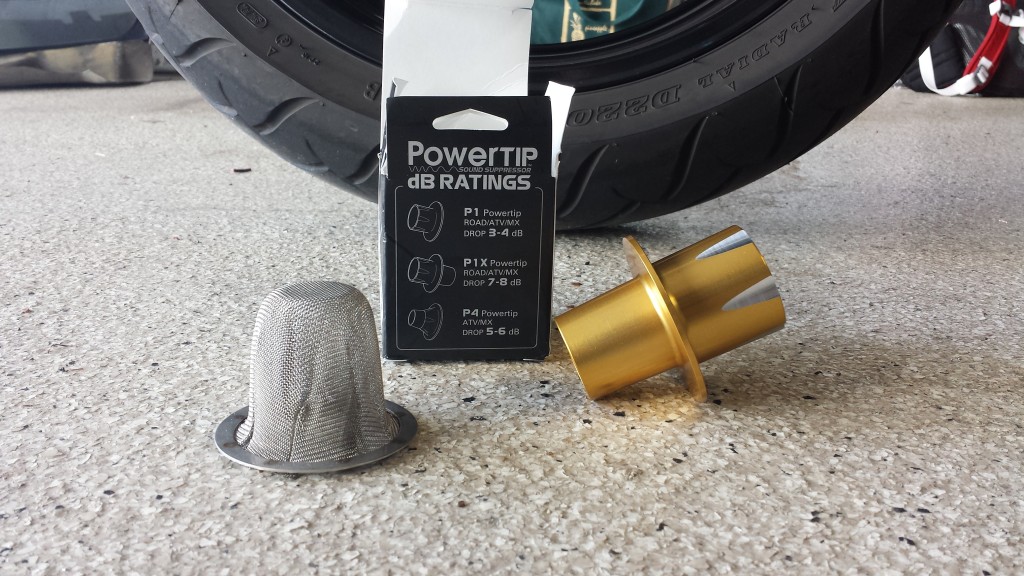 RADIAL D220
POWERTIP
SOUND SUPPRESSOR
dB RATINGS
P1 Powertip
ROAD/ATV/MX
DROP 3-4 dB
P1X Powertip
ROAD/ATV/MX
DROP 7-8 dB
P4 Powertip
ATV/MX
DROP 5-6 dB